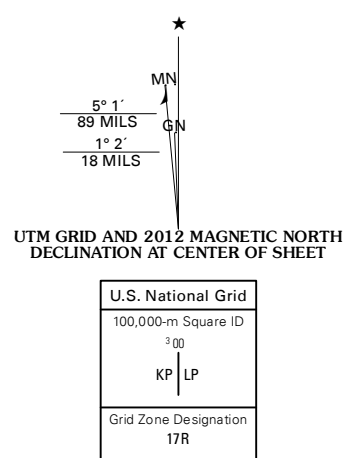 MN
5° 1´
89 MILS
GN
1° 2´
18 MILS
UTM GRID AND 2012 MAGNETIC NORTH
DECLINATION AT CENTER OF SHEET
U.S. National Grid
100,000-m Square ID
3 00
KP LP
Grid Zone Designation
17R